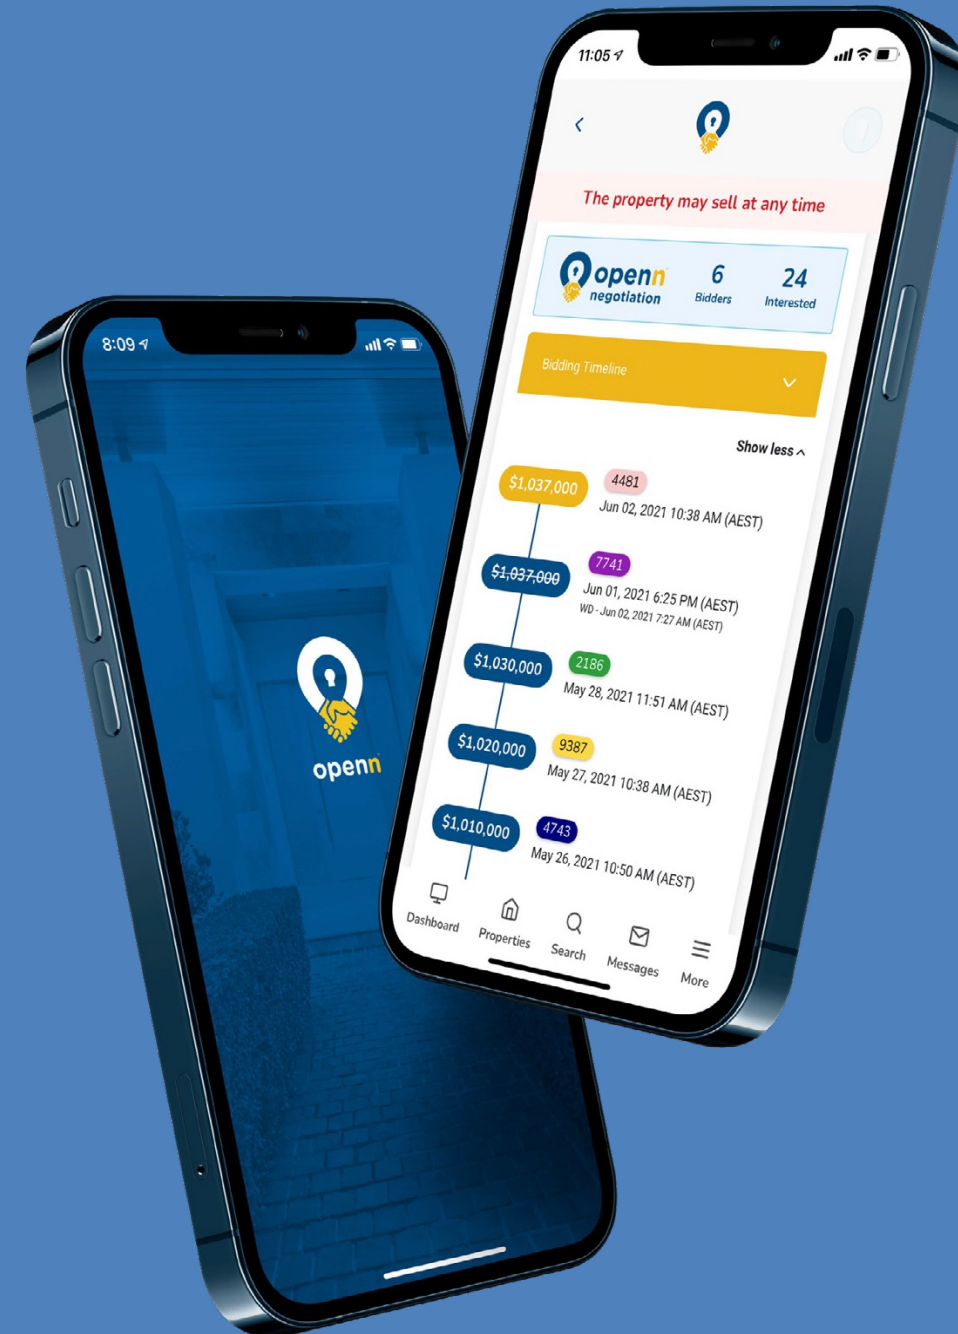 8:09
openn
11:05
The property may sell at any time
openn
negotiation
6
Bidders
24
Interested
Bidding Timeline
Show less
$1,037,000
4481
Jun 02, 2021 10:38 AM (AEST)
$1,037,000
7741
Jun 01, 2021 6:25 PM (AEST)
WD - Jun 02, 2021 7:27 AM (AEST)
$1,030,000
2186
May 28, 2021 11:51 AM (AEST)
$1,020,000
9387
May 27, 2021 10:38 AM (AEST)
$1,010,000
4743
May 26, 2021 10:50 AM (AEST)
Dashboard
Properties
Search
Messages
More